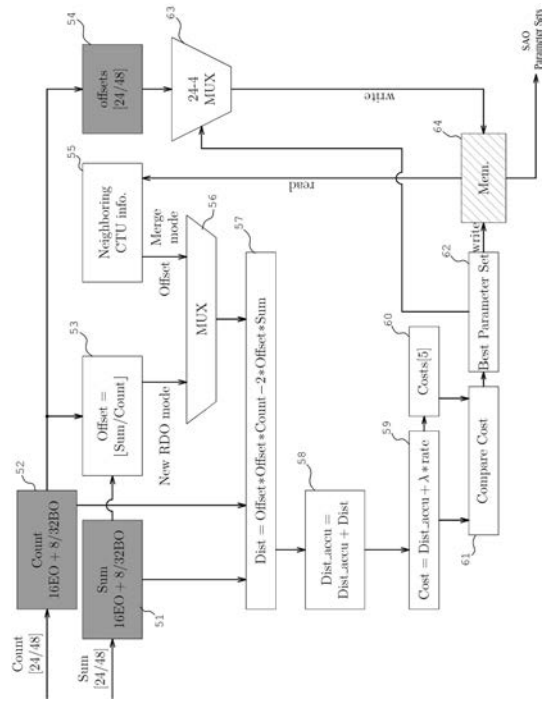 Count
[24/48]
Sum
[24/48]
52
Count
16EO + 8/32BO
Sum
16EO + 8/32BO
51
53
Offset =
⌊Sum/Count⌋
55
Neighboring
CTU info.
54
offsets
[24/48]
New RDO mode
Offset
Merge
mode
56
MUX
63
24-4
MUX
57
Dist = Offset*Offset*Count−2*Offset*Sum
read
write
58
Dist_accu =
Dist_accu + Dist
59
Cost = Dist_accu + λ*rate
60
Costs[5]
61
Compare Cost
62
Best Parameter Set
write
64
Mem.
SAO
Parameter Sets